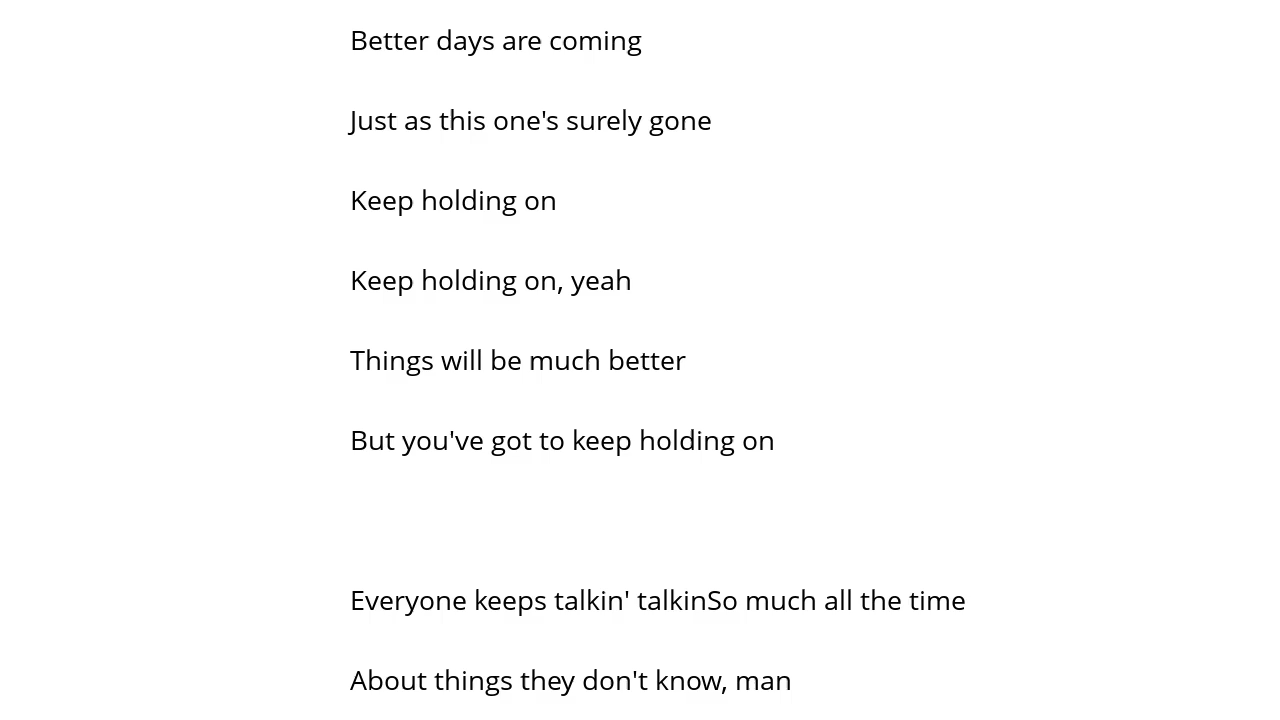 Better days are coming
Just as this one's surely gone
Keep holding on
Keep holding on, yeah
Things will be much better
But you've got to keep holding on
Everyone keeps talkin' talkinSo much all the time
About things they don't know, man